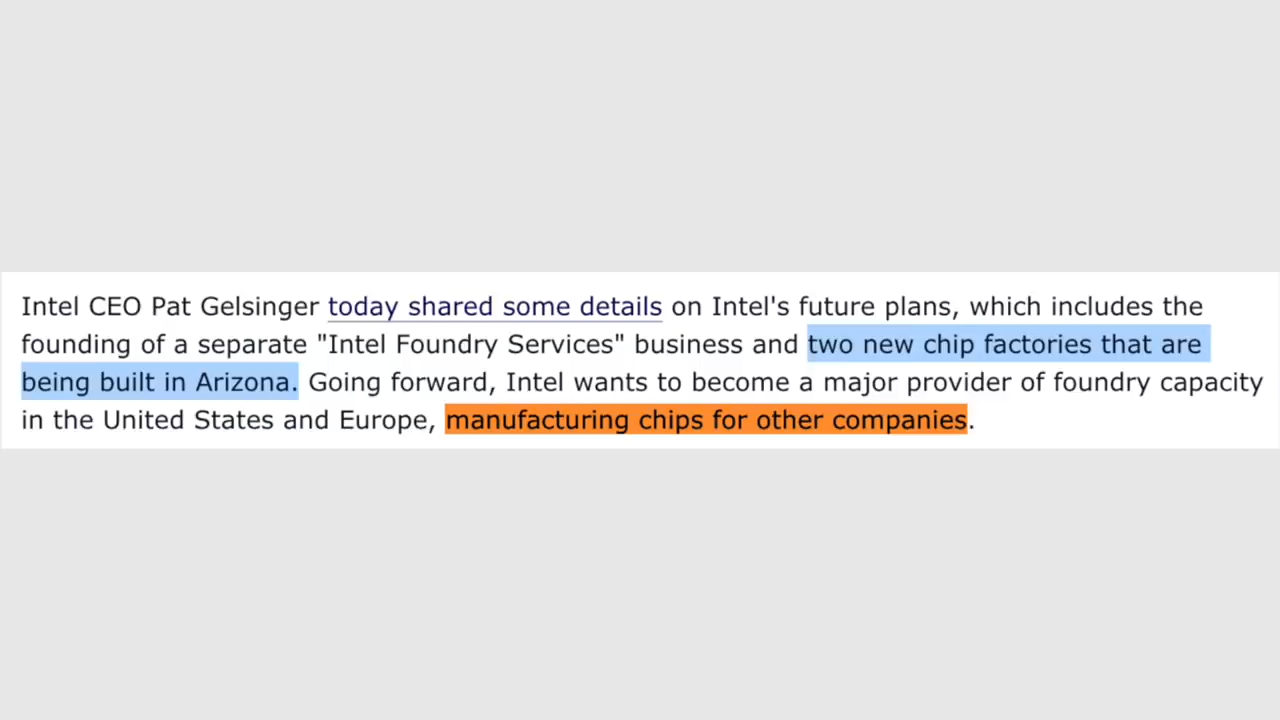 Intel CEO Pat Gelsinger today shared some details on Intel's future plans, which includes the
founding of a separate "Intel Foundry Services" business and two new chip factories that are
being built in Arizona. Going forward, Intel wants to become a major provider of foundry capacity
in the United States and Europe, manufacturing chips for other companies.